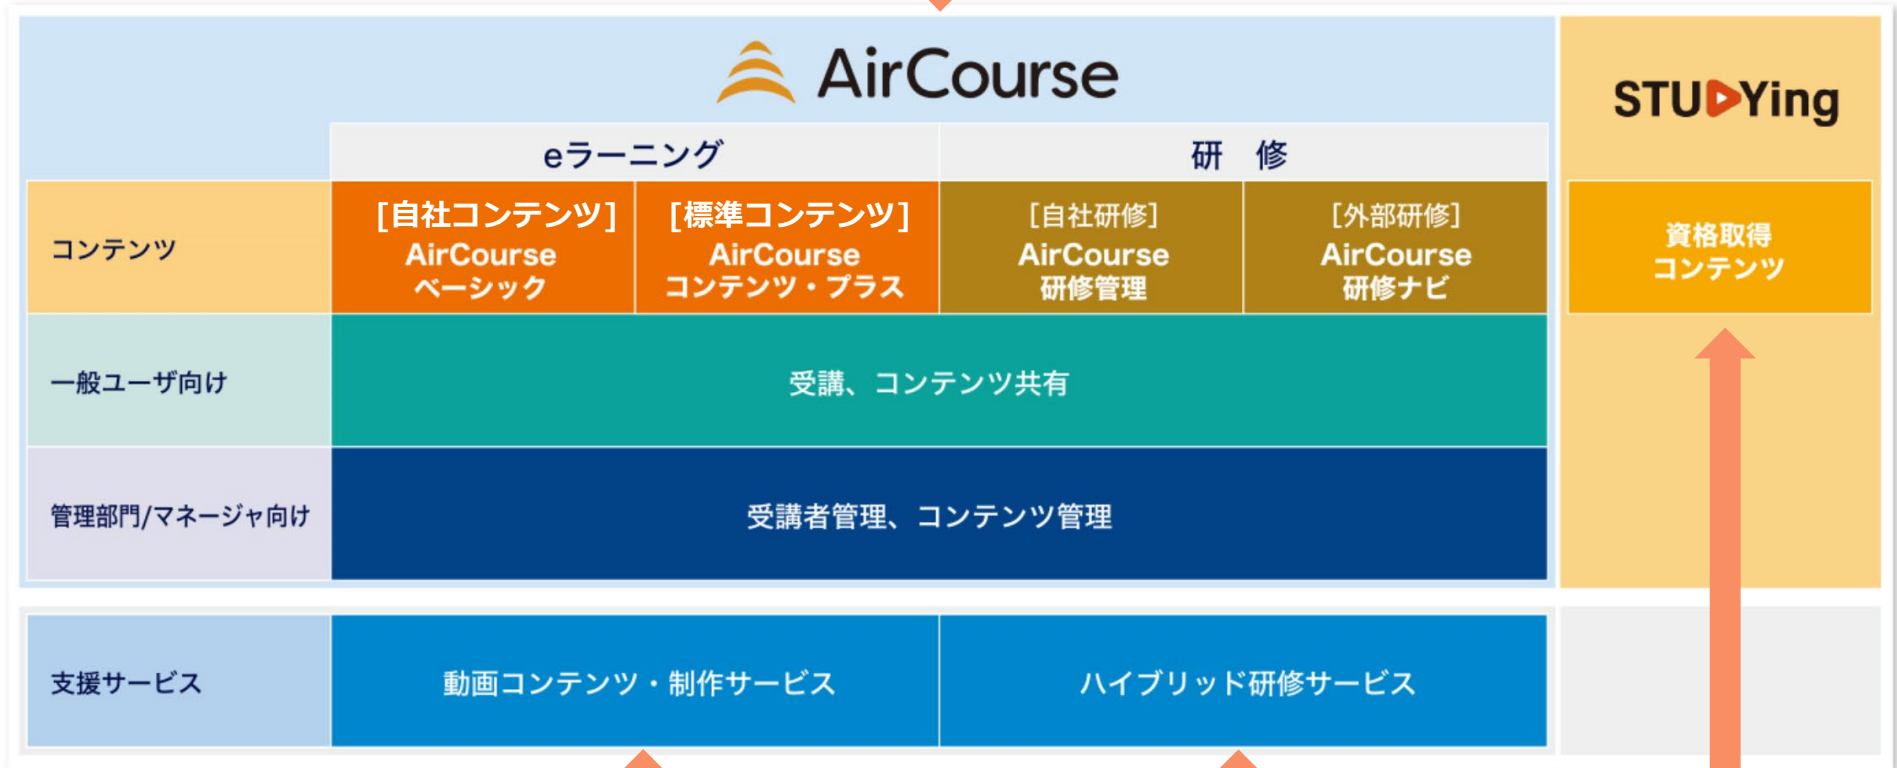 AirCourse
STUDYing
eラーニング
研 修
コンテンツ
[自社コンテンツ]
AirCourse
ベーシック
[標準コンテンツ]
AirCourse
コンテンツ・プラス
[自社研修]
AirCourse
研修管理
[外部研修]
AirCourse
研修ナビ
資格取得
コンテンツ
一般ユーザ向け
受講、コンテンツ共有
管理部門/マネージャ向け
受講者管理、コンテンツ管理
支援サービス
動画コンテンツ・制作サービス
ハイブリッド研修サービス